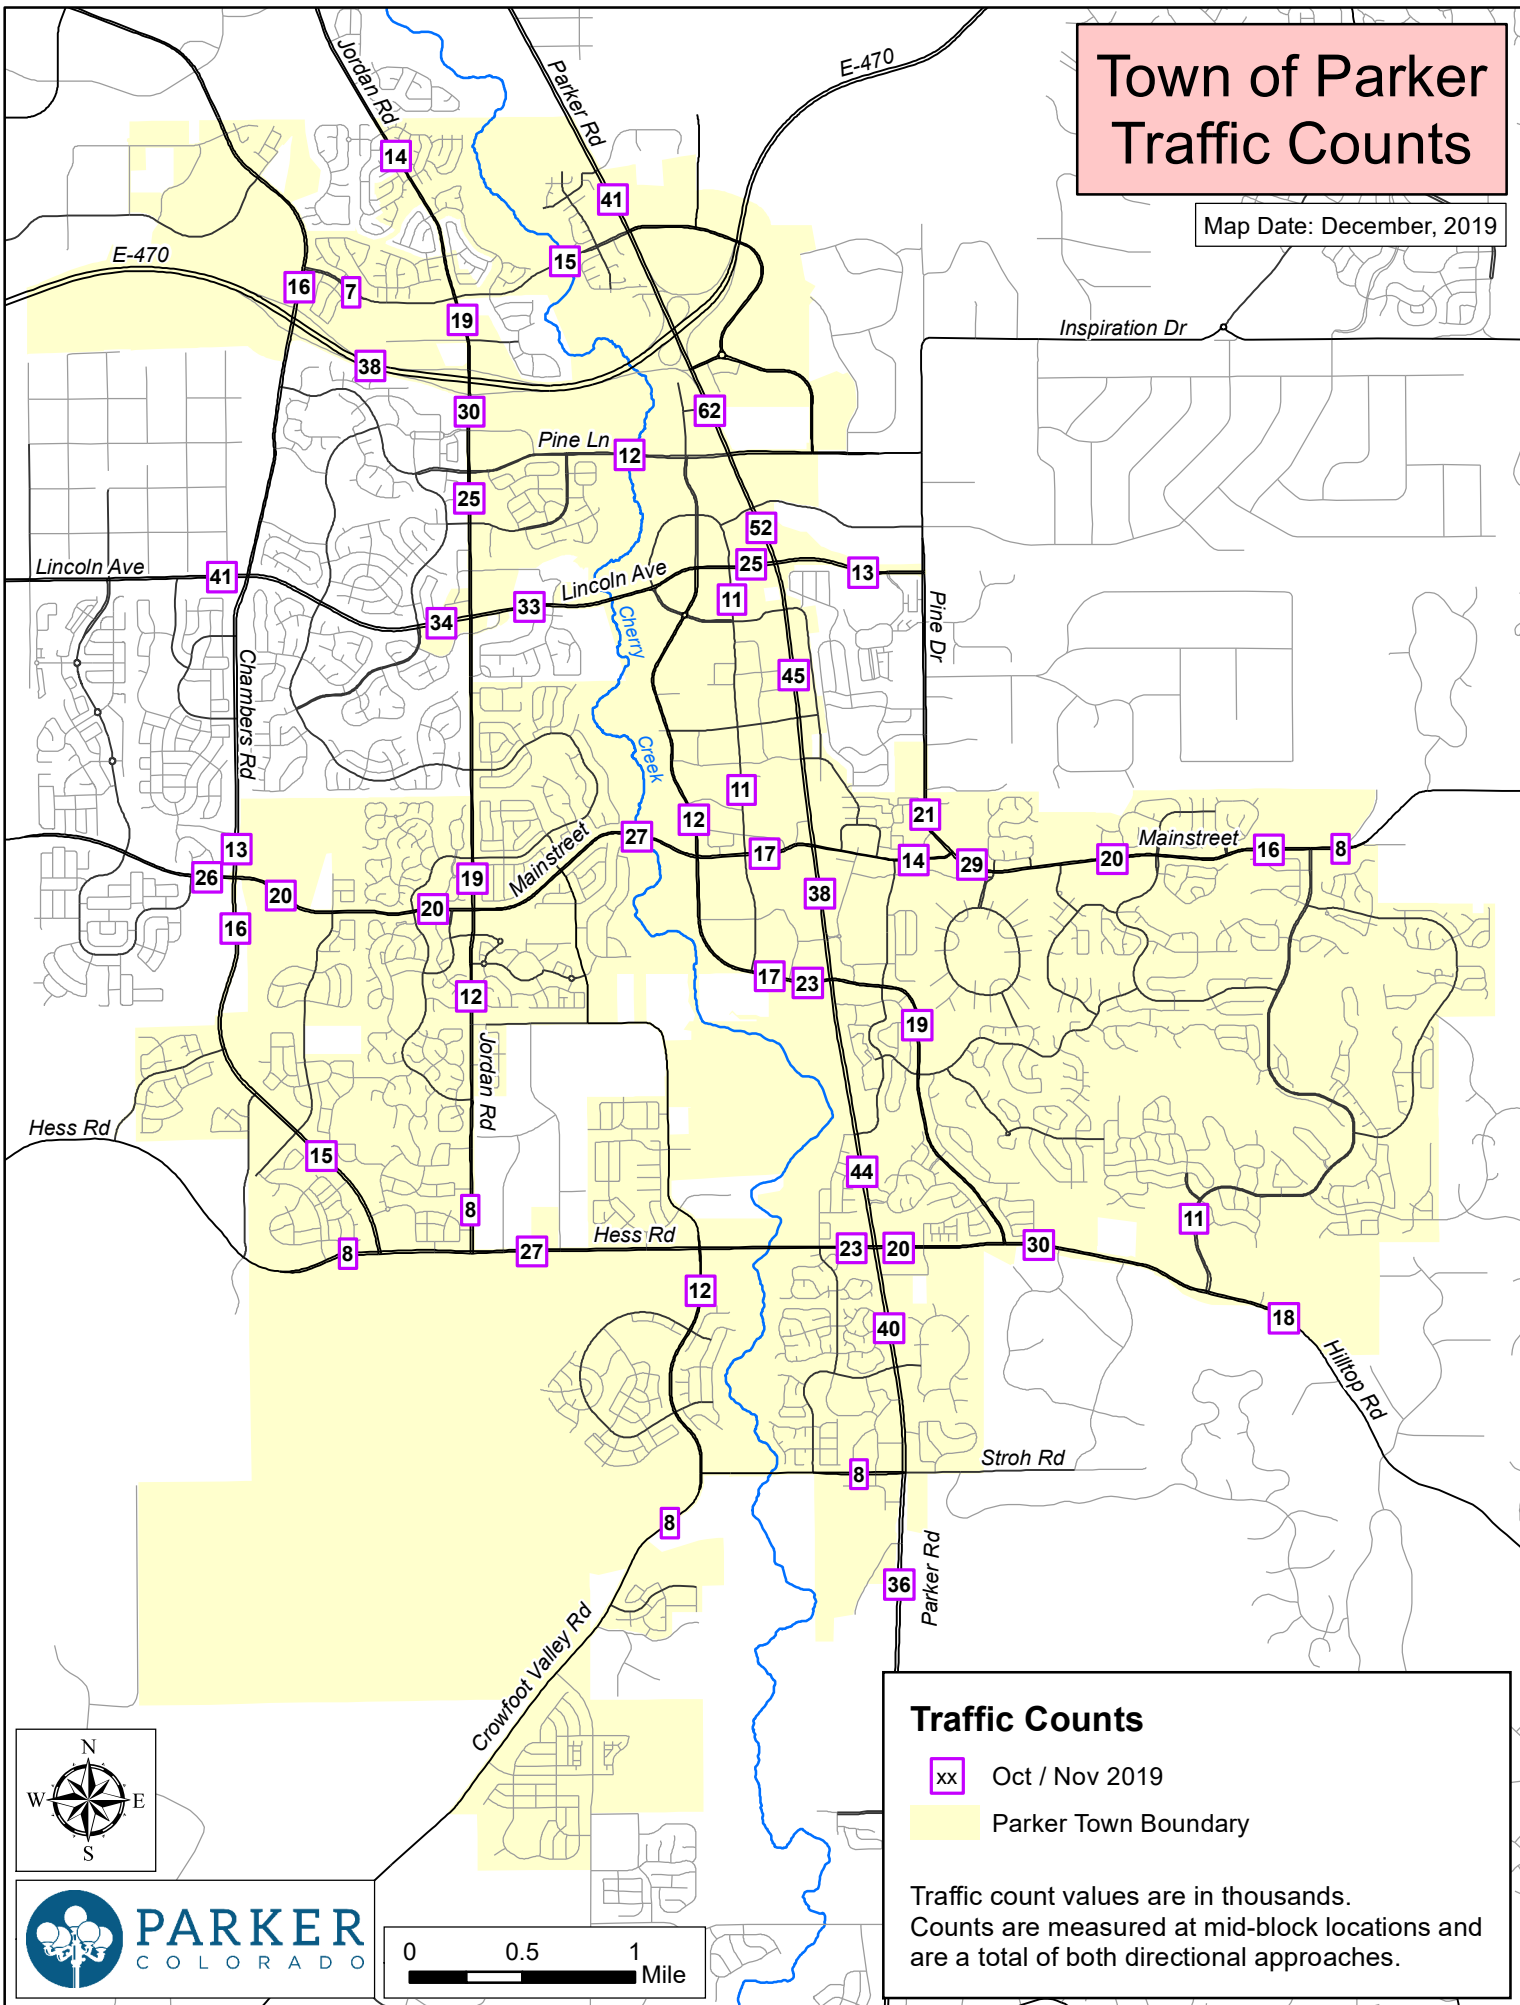 Town of Parker
Traffic Counts
Map Date: December, 2019
Jordan Rd
Parker Rd
E-470
14
41
E-470
15
16
7
19
Inspiration Dr
38
30
62
Pine Ln
12
25
52
Lincoln Ave
41
25
13
Lincoln Ave
11
33
34
Cherry
Pine Dr
45
Chambers Rd
Creek
11
12
21
13
27
Mainstreet
17
14
29
20
Mainstreet
16
8
26
20
19
20
38
16
17
23
12
19
Jordan Rd
Hess Rd
15
44
8
11
8
27
Hess Rd
23
20
30
12
18
40
Hilltop Rd
8
Stroh Rd
8
36
Parker Rd
Crowfoot Valley Rd
N
W
E
S
PARKER
COLORADO
0
0.5
1
Mile
Traffic Counts
xx
Oct / Nov 2019
Parker Town Boundary
Traffic count values are in thousands.
Counts are measured at mid-block locations and
are a total of both directional approaches.